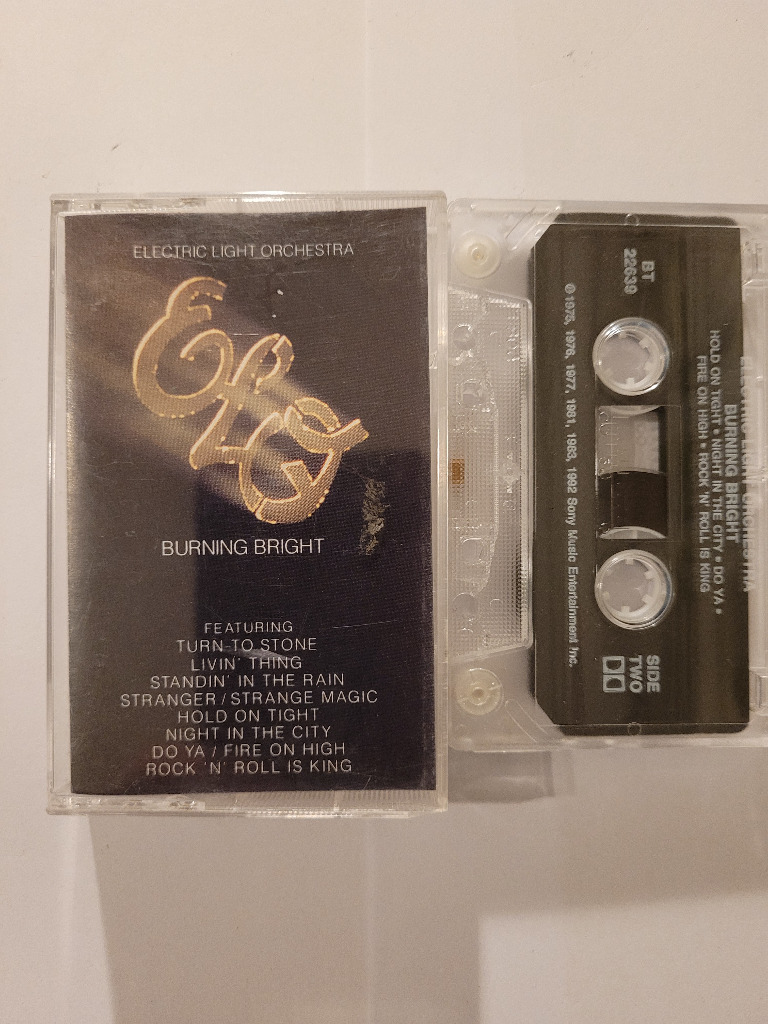 ELECTRIC LIGHT ORCHESTRA
ELO
BURNING BRIGHT
FEATURING
TURN TO STONE
LIVIN' THING
STANDIN' IN THE RAIN
STRANGER / STRANGE MAGIC
HOLD ON TIGHT
NIGHT IN THE CITY
DO YA / FIRE ON HIGH
ROCK 'N' ROLL IS KING
ELECTRIC LIGHT ORCHESTRA
BURNING BRIGHT
HOLD ON TIGHT • NIGHT IN THE CITY • DO YA •
FIRE ON HIGH • ROCK 'N' ROLL IS KING
BT
22639
SIDE
TWO
℗1975, 1976, 1977, 1981, 1983, 1992 Sony Music Entertainment Inc.